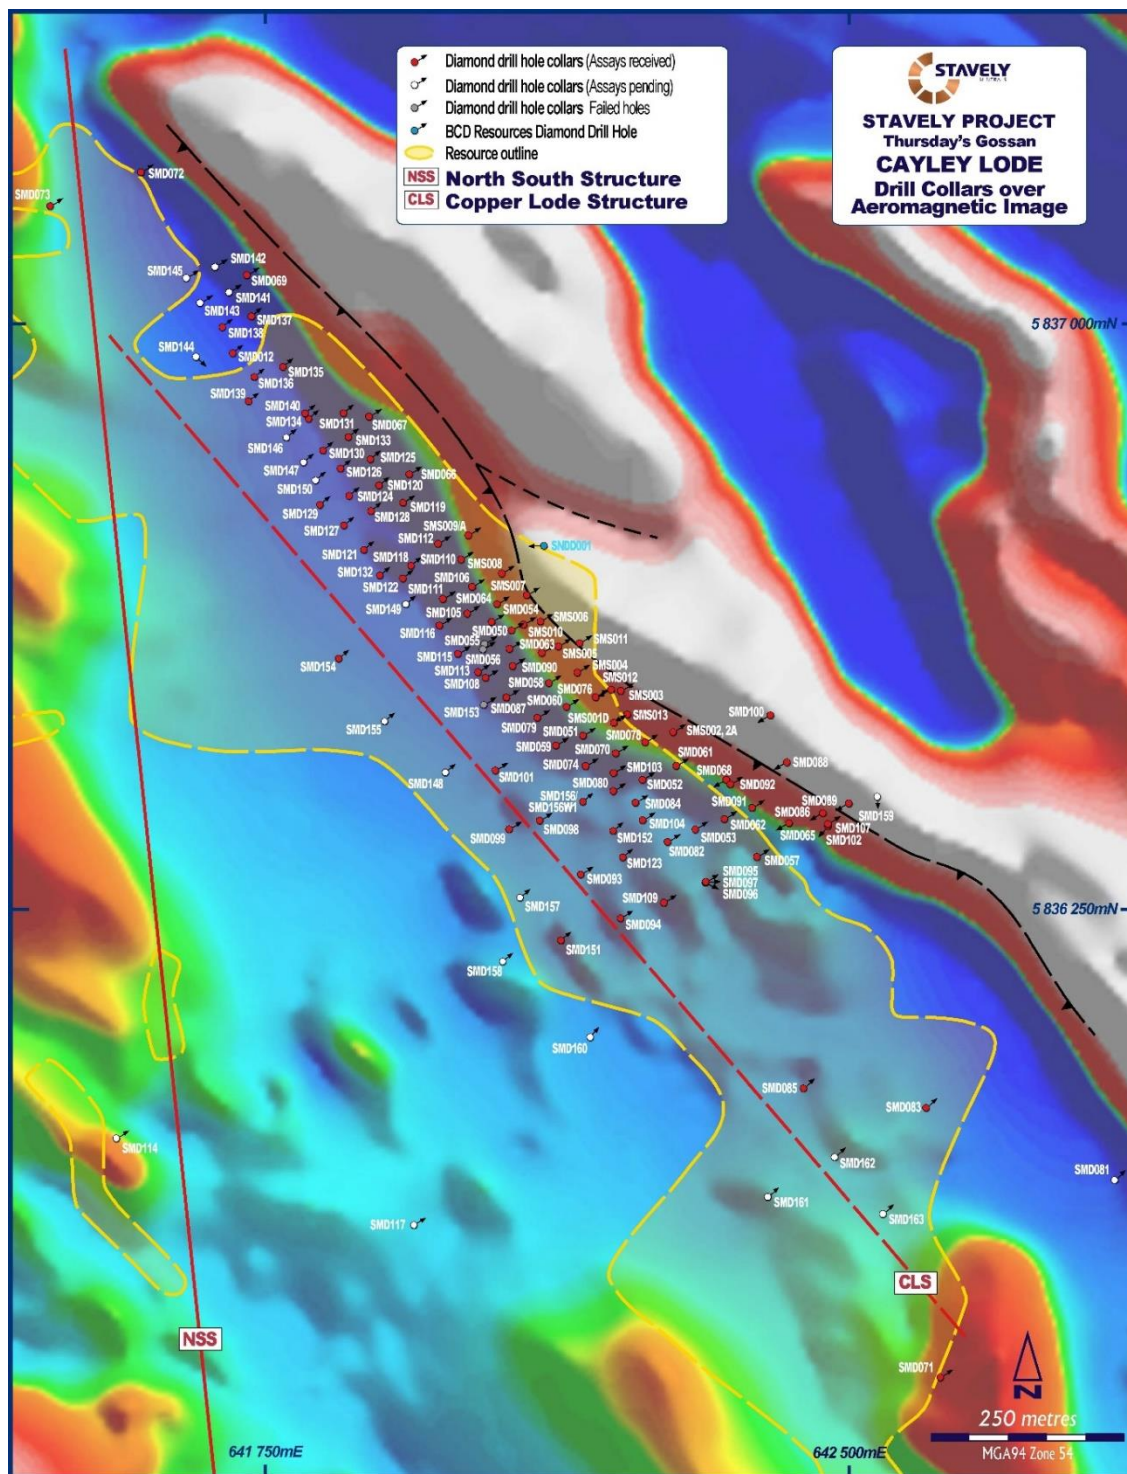 Diamond drill hole collars (Assays received)
Diamond drill hole collars (Assays pending)
Diamond drill hole collars Failed holes
BCD Resources Diamond Drill Hole
Resource outline
NSS North South Structure
CLS Copper Lode Structure
STAVELY
MINERALS
STAVELY PROJECT
Thursday's Gossan
CAYLEY LODE
Drill Collars over
Aeromagnetic Image
SMD072
SMD073
SMD142
SMD145
SMD069
SMD141
SMD143
SMD137
SMD138
5 837 000mN
SMD144
SMD012
SMD135
SMD136
SMD139
SMD140
SMD134
SMD131
SMD067
SMD146
SMD133
SMD130
SMD125
SMD147
SMD126
SMD066
SMD150
SMD120
SMD124
SMD119
SMD129
SMD128
SMD127
SMS009/A
SMD112
SNDD001
SMD121
SMD118
SMD110
SMS008
SMD132
SMD122
SMD106
SMS007
SMD111
SMD064
SMD149
SMD105
SMD054
SMS006
SMD116
SMD050
SMS010
SMS011
SMD055
SMD063
SMD115
SMD056
SMS005
SMD154
SMD090
SMS004
SMD113
SMD108
SMD058
SMD076
SMS012
SMS003
SMD153
SMD087
SMD060
SMD100
SMD155
SMD079
SMS001D
SMS013
SMD051
SMD078
SMS002, 2A
SMD059
SMD070
SMD061
SMD088
SMD148
SMD101
SMD074
SMD103
SMD068
SMD080
SMD052
SMD092
SMD156/
SMD156W1
SMD084
SMD091
SMD089
SMD086
SMD159
SMD099
SMD098
SMD104
SMD062
SMD107
SMD152
SMD053
SMD065
SMD102
SMD082
SMD123
SMD057
SMD093
SMD095
SMD097
SMD096
SMD157
SMD109
SMD094
5 836 250mN
SMD151
SMD158
SMD160
SMD085
SMD083
SMD114
SMD162
SMD081
SMD161
SMD163
SMD117
CLS
NSS
SMD071
N
250 metres
641 750mE
642 500mE
MGA94 Zone 54